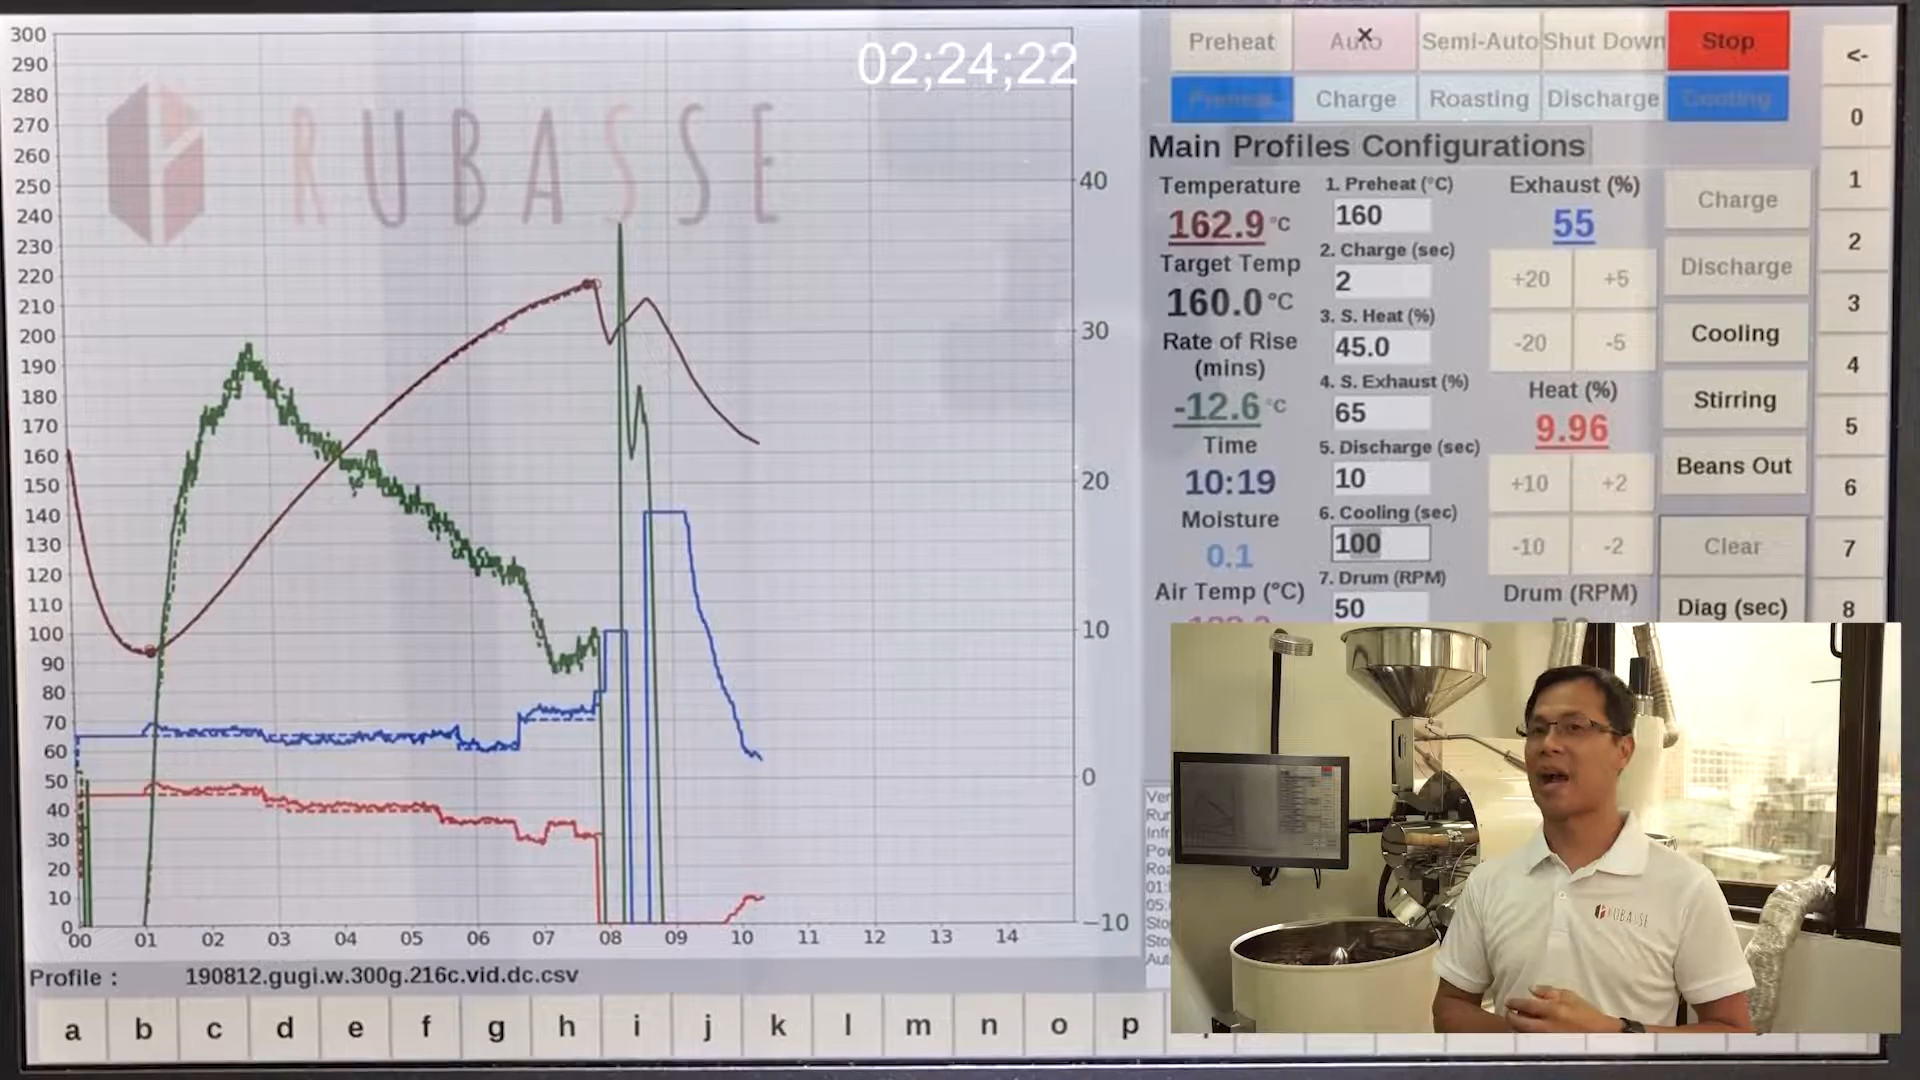 02;24;22
RUBASSE
300
290
280
270
260
250
240
230
220
210
200
190
180
170
160
150
140
130
120
110
100
90
80
70
60
50
40
30
20
10
0
40
30
20
10
0
-10
00 01 02 03 04 05 06 07 08 09 10 11 12 13 14
Profile : 190812.gugi.w.300g.216c.vid.dc.csv
a b c d e f g h i j k l m n o p
Preheat Auto Semi-Auto Shut Down Stop
Preheat Charge Roasting Discharge Cooling
Main Profiles Configurations
Temperature
162.9 °C
Target Temp
160.0 °C
Rate of Rise
(mins)
-12.6 °C
Time
10:19
Moisture
0.1
Air Temp (°C)
1. Preheat (°C)
160
2. Charge (sec)
2
3. S. Heat (%)
45.0
4. S. Exhaust (%)
65
5. Discharge (sec)
10
6. Cooling (sec)
100
7. Drum (RPM)
50
Exhaust (%)
55
+20 +5
-20 -5
Heat (%)
9.96
+10 +2
-10 -2
Drum (RPM)
Charge
Discharge
Cooling
Stirring
Beans Out
Clear
Diag (sec)
<-
0
1
2
3
4
5
6
7
8
RUBASSE